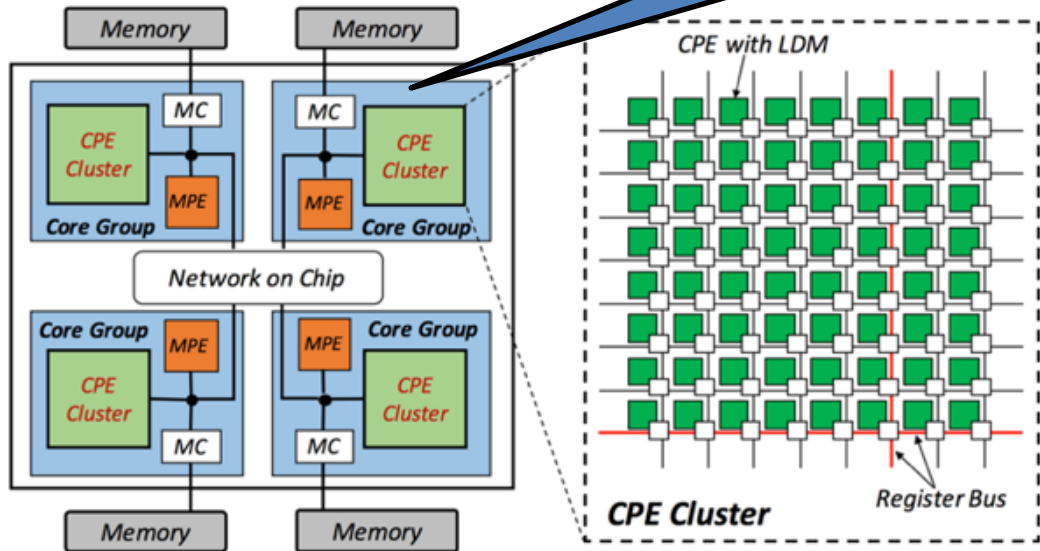 Memory
Memory
CPE with LDM
MC
MC
CPE
Cluster
CPE
Cluster
MPE
MPE
Core Group
Core Group
Network on Chip
Core Group
MPE
MPE
Core Group
CPE
Cluster
CPE
Cluster
MC
MC
Register Bus
CPE Cluster
Memory
Memory